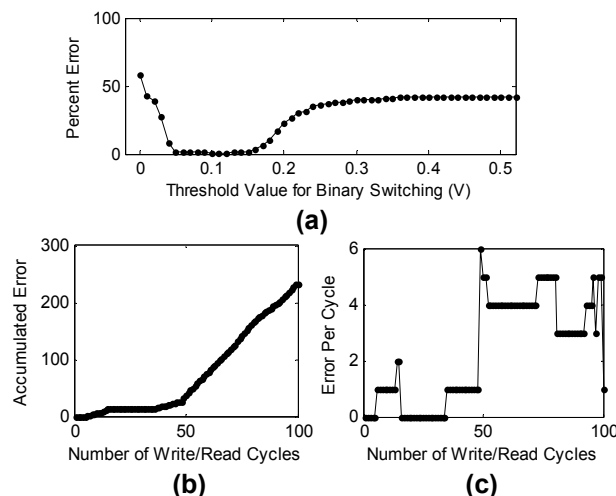 100
50
0
Percent Error
0 0.1 0.2 0.3 0.4 0.5
Threshold Value for Binary Switching (V)
(a)
300
200
100
0
Accumulated Error
0 50 100
Number of Write/Read Cycles
(b)
6
4
2
0
Error Per Cycle
0 50 100
Number of Write/Read Cycles
(c)